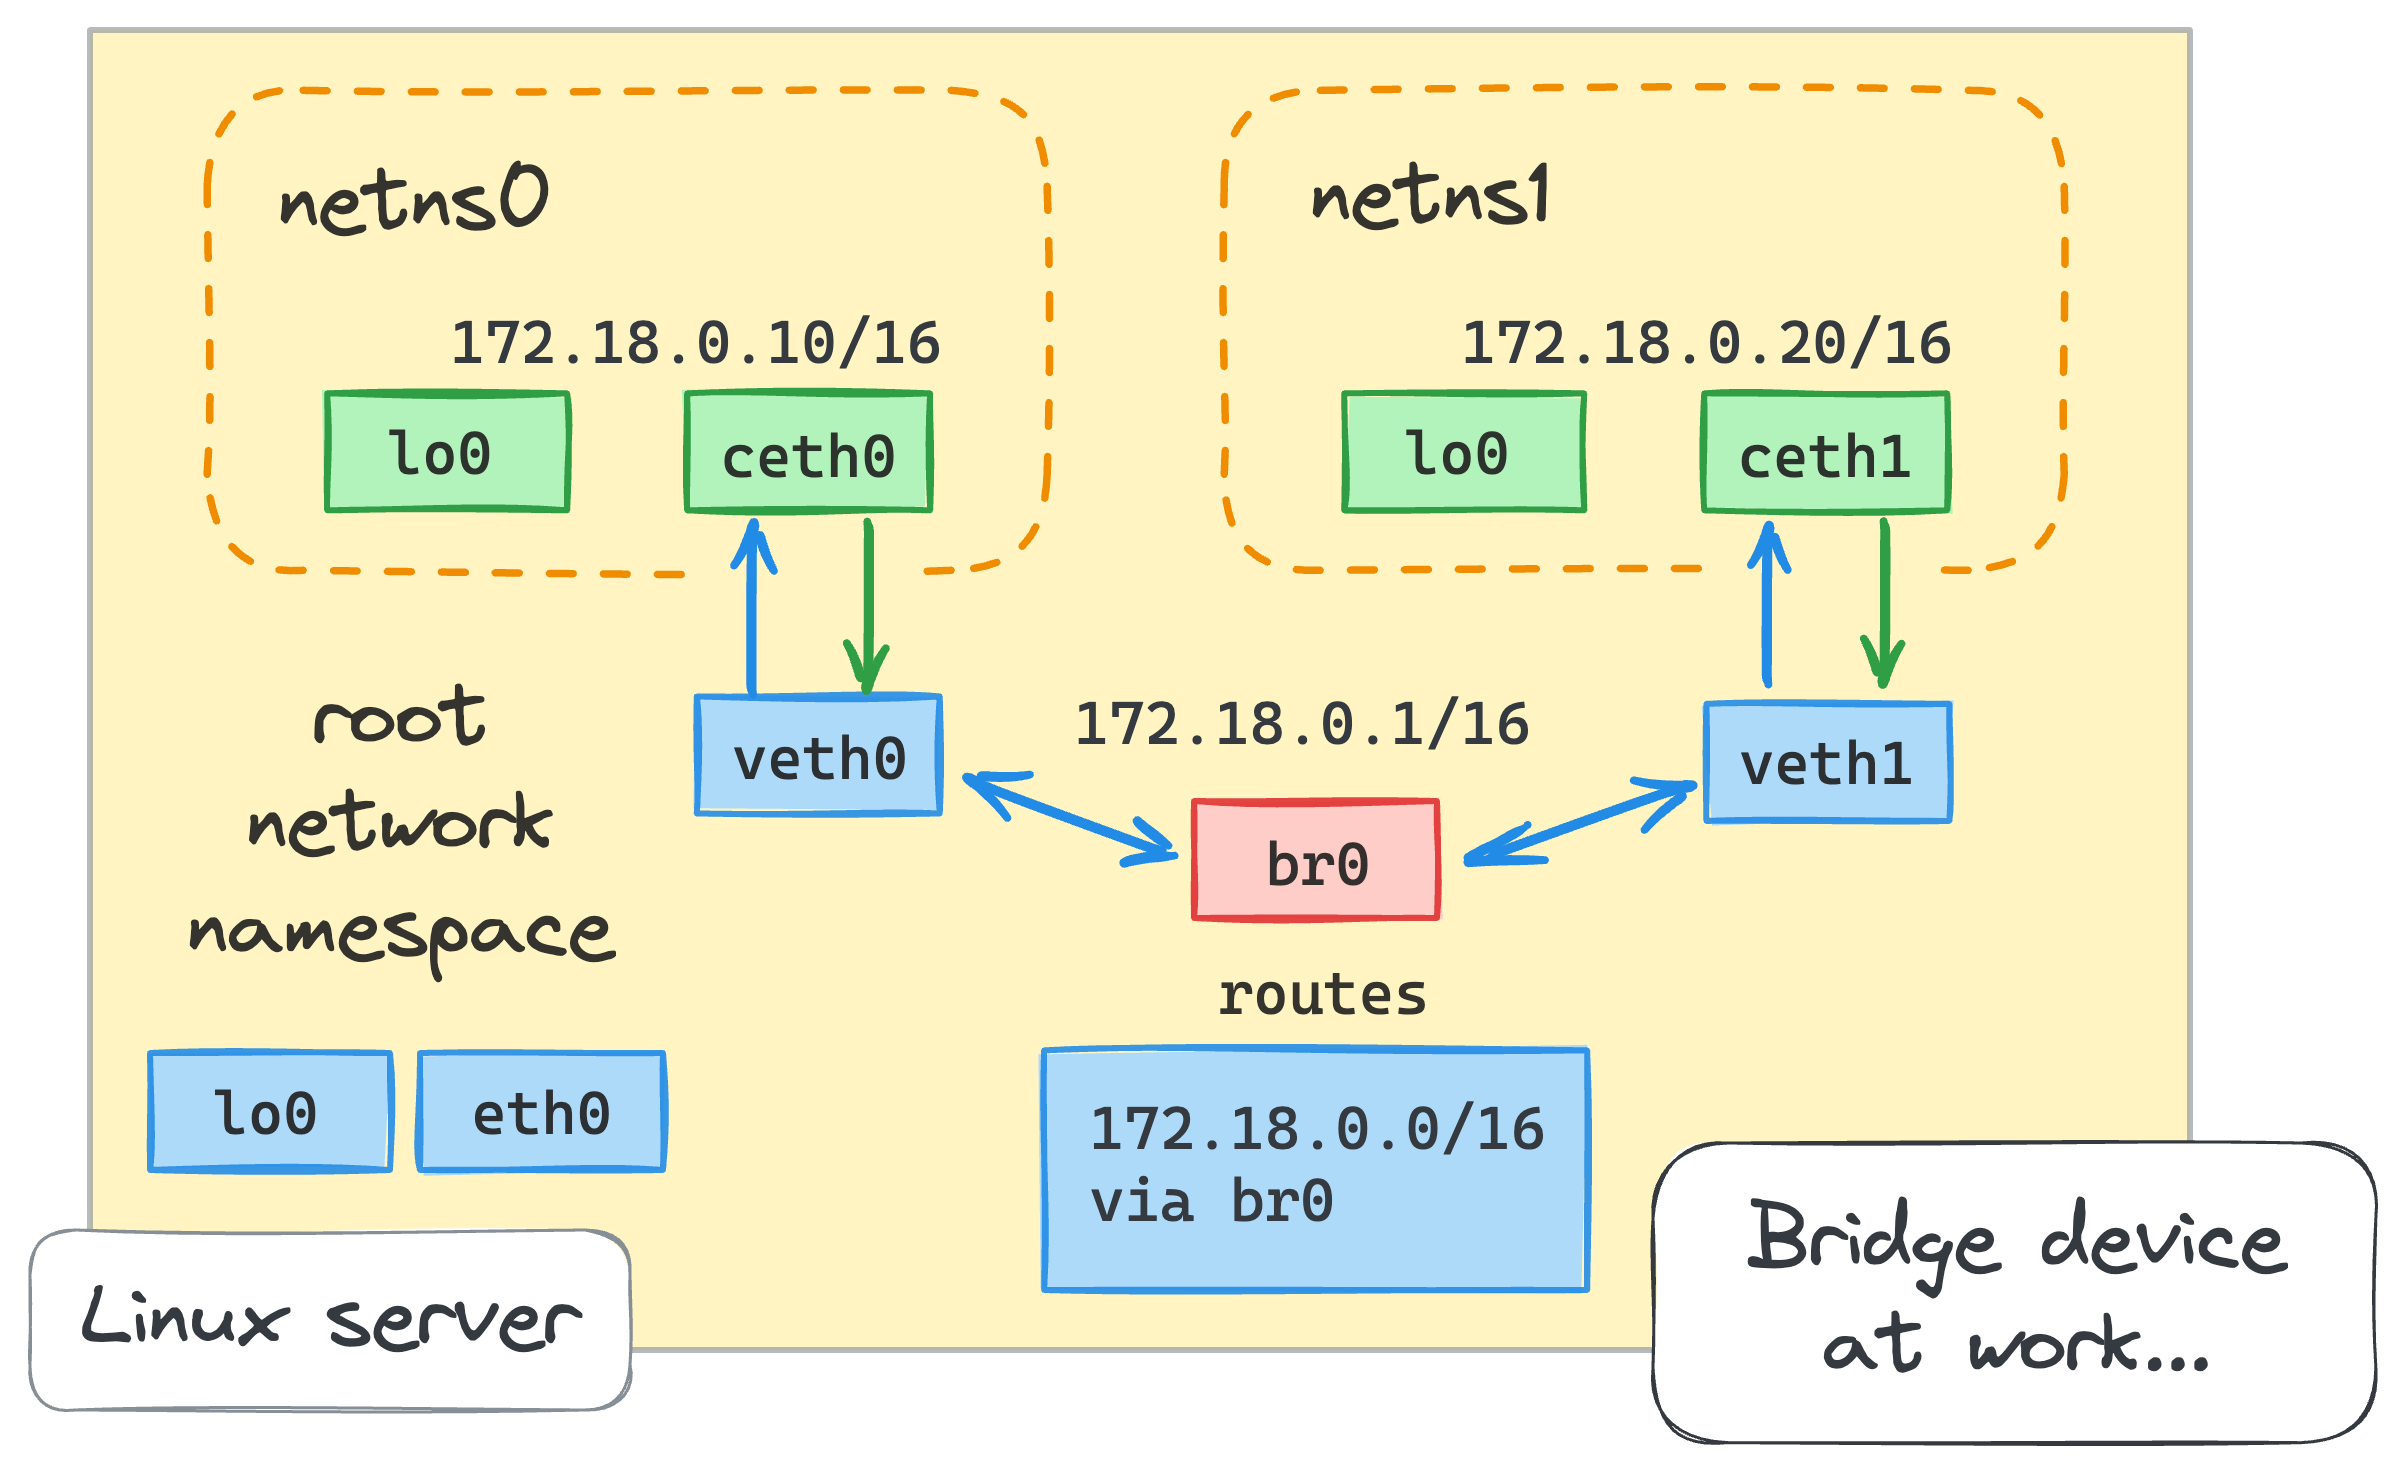 netns0
172.18.0.10/16
lo0
ceth0
netns1
172.18.0.20/16
lo0
ceth1
root
network
namespace
veth0
172.18.0.1/16
veth1
br0
routes
172.18.0.0/16
via br0
lo0
eth0
Linux server
Bridge device
at work...